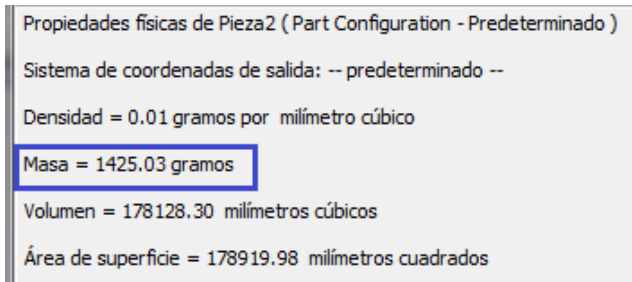 Propiedades físicas de Pieza2 ( Part Configuration - Predeterminado )
Sistema de coordenadas de salida: -- predeterminado --
Densidad = 0.01 gramos por  milímetro cúbico
Masa = 1425.03 gramos
Volumen = 178128.30  milímetros cúbicos
Área de superficie = 178919.98  milímetros cuadrados